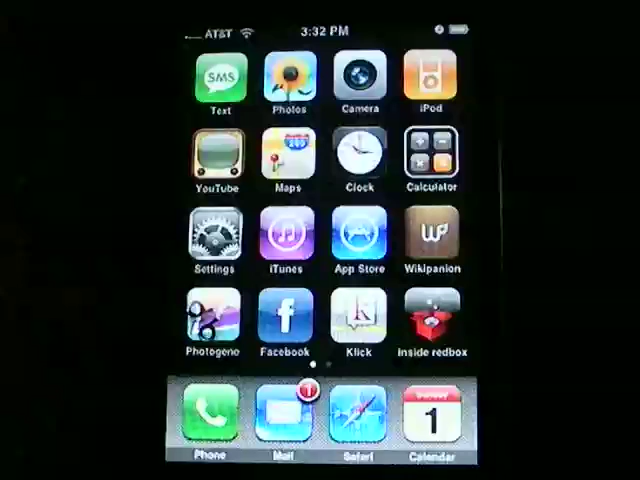 AT&T 3:32 PM
SMS
Text Photos Camera iPod
280
YouTube Maps Clock Calculator
W
Settings iTunes App Store Wikipanion
f k
Photogene Facebook Klick inside redbox
1
1
Phone Mail Safari Calendar